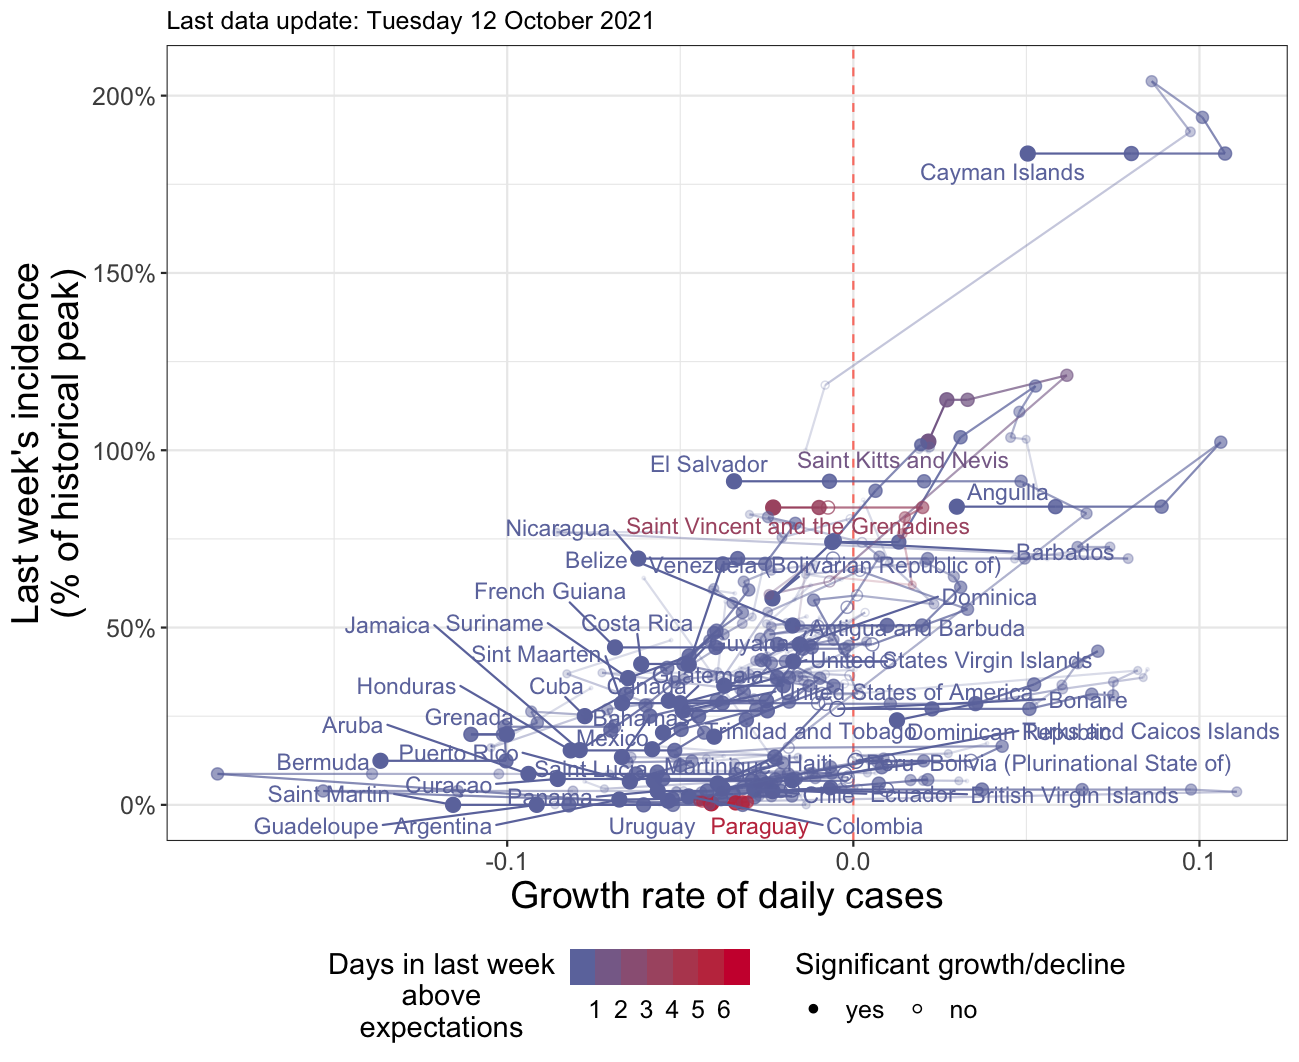 Last data update: Tuesday 12 October 2021
Last week's incidence
(% of historical peak)
200%
150%
100%
50%
0%
Cayman Islands
El Salvador
Saint Kitts and Nevis
Anguilla
Nicaragua
Saint Vincent and the Grenadines
Barbados
Belize
Venezuela (Bolivarian Republic of)
French Guiana
Dominica
Jamaica
Suriname
Costa Rica
Antigua and Barbuda
Guyana
Sint Maarten
United States Virgin Islands
Guatemala
Honduras
Cuba
Canada
United States of America
Bonaire
Grenada
Bahamas
Aruba
Mexico
Trinidad and Tobago
Dominican Republic
Turks and Caicos Islands
Puerto Rico
Bermuda
Saint Lucia
Martinique
Haiti
Peru
Bolivia (Plurinational State of)
Curacao
Saint Martin
Panama
Chile
Ecuador
British Virgin Islands
Guadeloupe
Argentina
Uruguay
Paraguay
Colombia
-0.1
0.0
0.1
Growth rate of daily cases
Days in last week
above
expectations
1 2 3 4 5 6
Significant growth/decline
yes
no